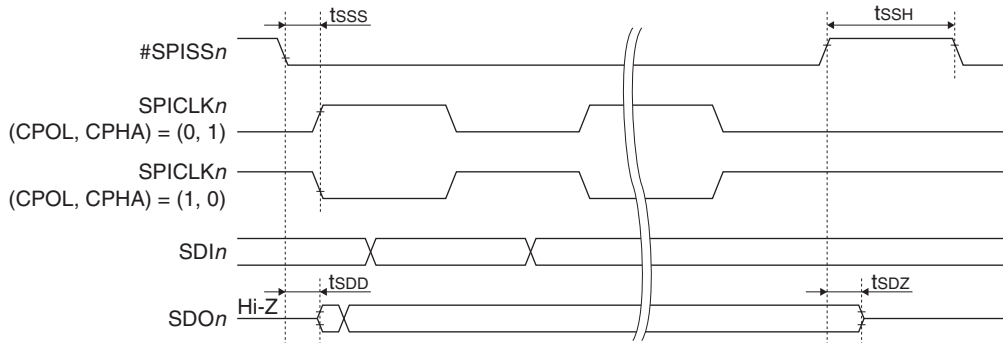 tSSS
tSSH
#SPISSn
SPICLKn
(CPOL, CPHA) = (0, 1)
SPICLKn
(CPOL, CPHA) = (1, 0)
SDIn
tSDD
tSDZ
Hi-Z
SDOn